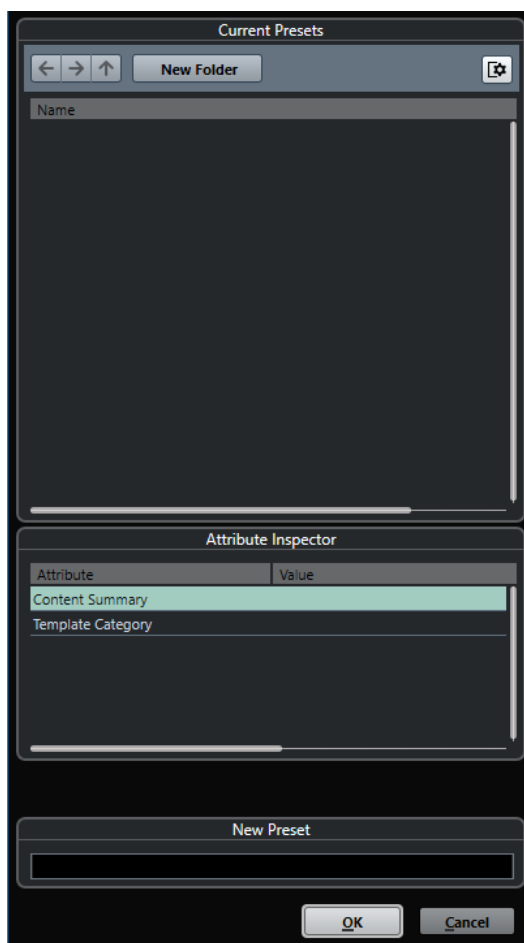 Current Presets
New Folder
Name
Attribute Inspector
Attribute Value
Content Summary
Template Category
New Preset
OK Cancel